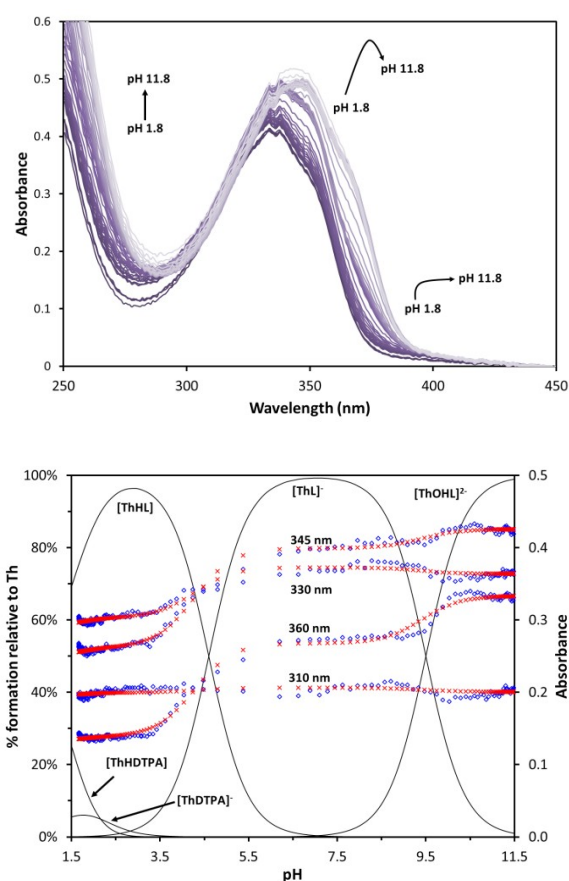 0.6
0.5
0.4
0.3
0.2
0.1
0
Absorbance
pH 11.8
pH 1.8
pH 11.8
pH 1.8
pH 11.8
pH 1.8
250
300
350
400
450
Wavelength (nm)
100%
80%
60%
40%
20%
0%
% formation relative to Th
[ThHL]
[ThL]-
[ThOHL]2-
345 nm
330 nm
360 nm
310 nm
[ThHDTPA]
[ThDTPA]-
0.5
0.4
0.3
0.2
0.1
0.0
Absorbance
1.5
3.5
5.5
7.5
9.5
11.5
pH